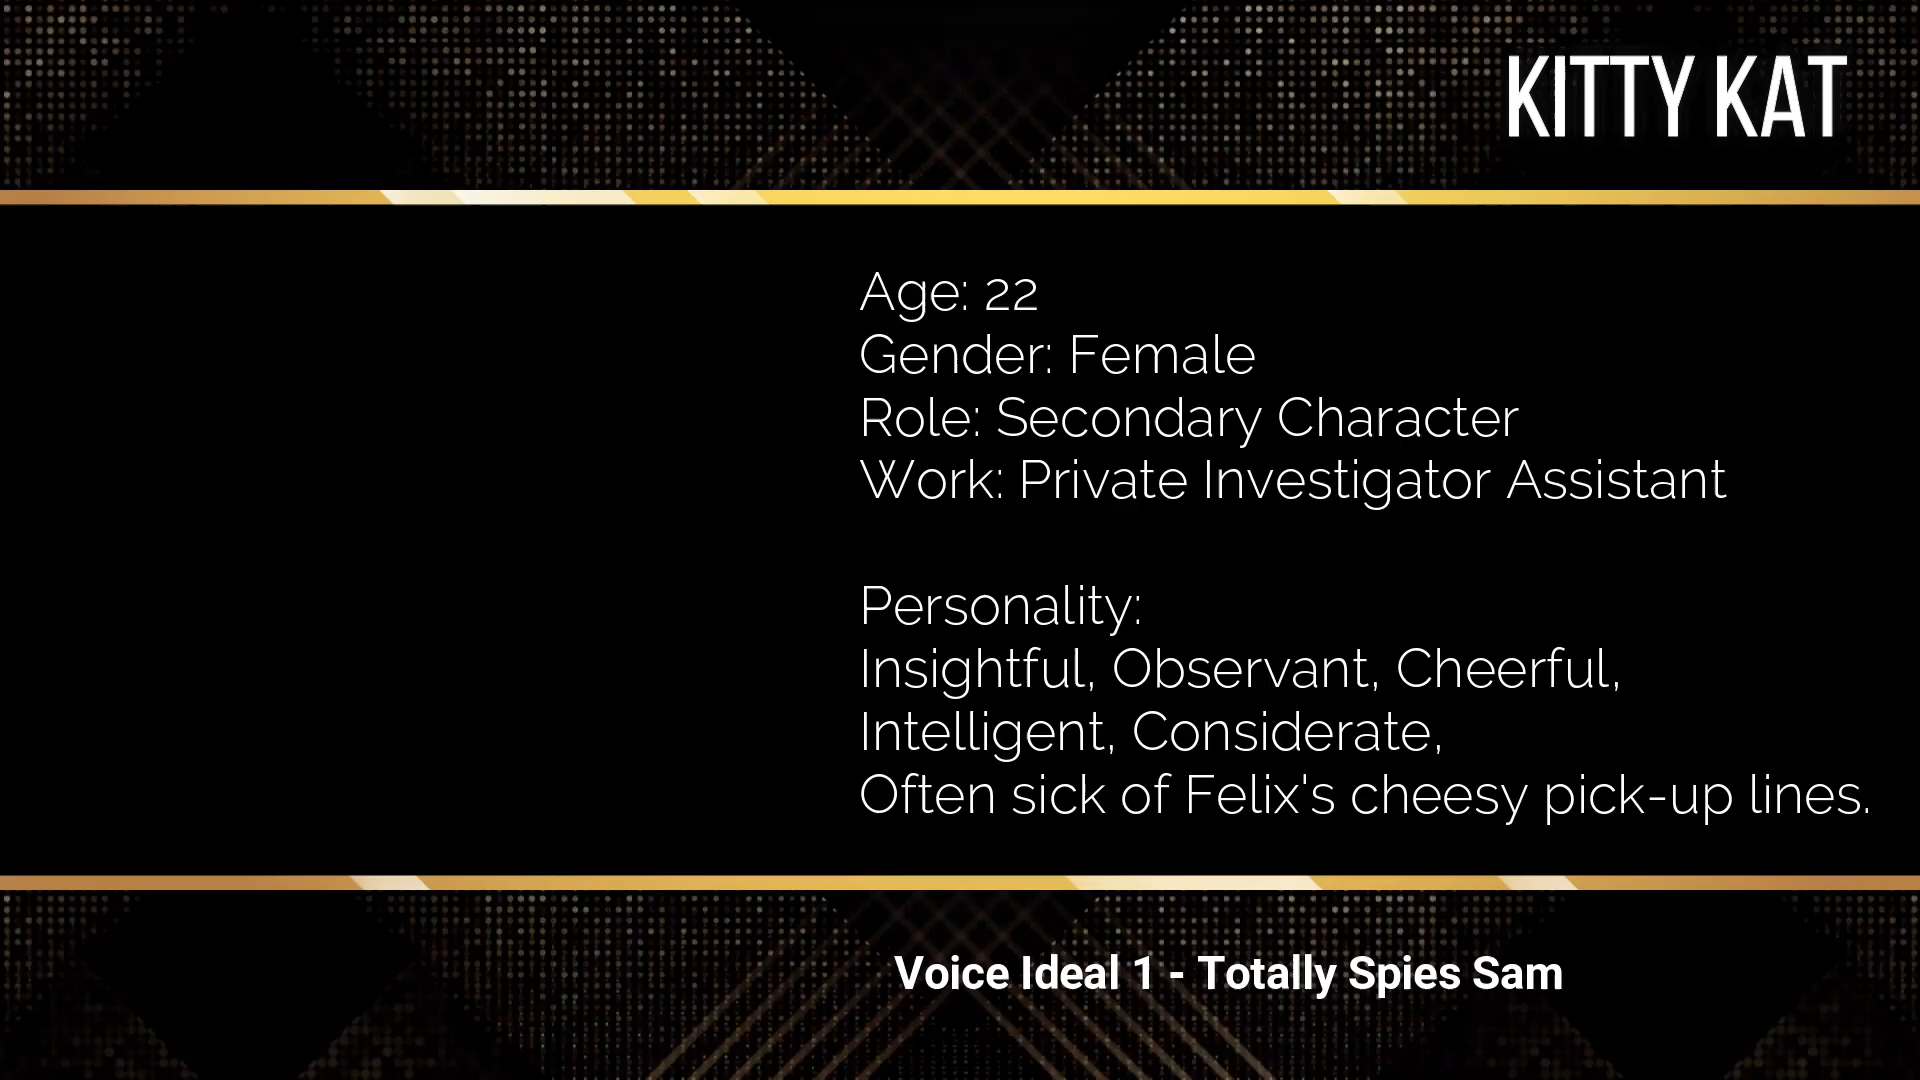 KITTY KAT
Age: 22
Gender: Female
Role: Secondary Character
Work: Private Investigator Assistant
Personality:
Insightful, Observant, Cheerful,
Intelligent, Considerate,
Often sick of Felix's cheesy pick-up lines.
Voice Ideal 1 - Totally Spies Sam